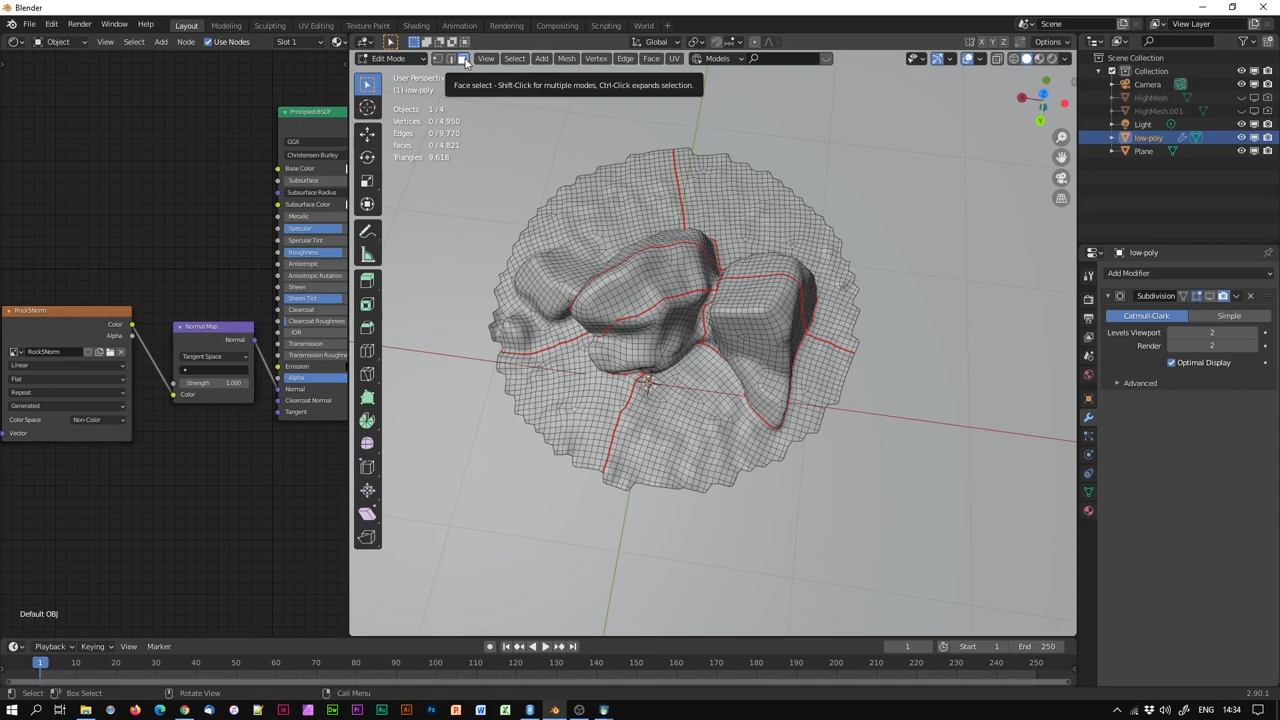 Blender
File Edit Render Window Help
Layout Modeling Sculpting UV Editing Texture Paint Shading Animation Rendering Compositing Scripting World +
Scene View Layer
Object View Select Add Node Use Nodes Slot 1
Global
X Y Z Options
Edit Mode View Select Add Mesh Vertex Edge Face UV Models
Face select - Shift-Click for multiple modes, Ctrl-Click expands selection.
User Perspectiv
(1) low-poly
Objects 1/4
Vertices 0/4,950
Edges 0/9,770
Faces 0/4,821
Triangles 9,618
Principled BSDF
GGX
Christensen-Burley
Base Color
Subsurface
Subsurface Radius
Subsurface Color
Metallic
Specular
Specular Tint
Roughness
Anisotropic
Anisotropic Rotation
Sheen
Sheen Tint
Clearcoat
Clearcoat Roughness
IOR
Transmission
Transmission Roughne
Emission
Alpha
Normal
Clearcoat Normal
Tangent
RockSNorm
Color
Alpha
RockSNorm
Linear
Flat
Repeat
Generated
Color Space Non-Color
Vector
Normal Map
Normal
Tangent Space
Strength 1.000
Color
Default OBJ
Scene Collection
Collection
Camera
HighMesh
HighMesh.001
Light
low-poly
Plane
low-poly
Add Modifier
Subdivision
Catmull-Clark Simple
Levels Viewport 2
Render 2
Optimal Display
Advanced
Playback Keying View Marker
1 Start 1 End 250
1 10 20 30 40 50 60 70 80 90 100 110 120 130 140 150 160 170 180 190 200 210 220 230 240 250
Select Box Select Rotate View Call Menu 2.90.1
ENG 14:34